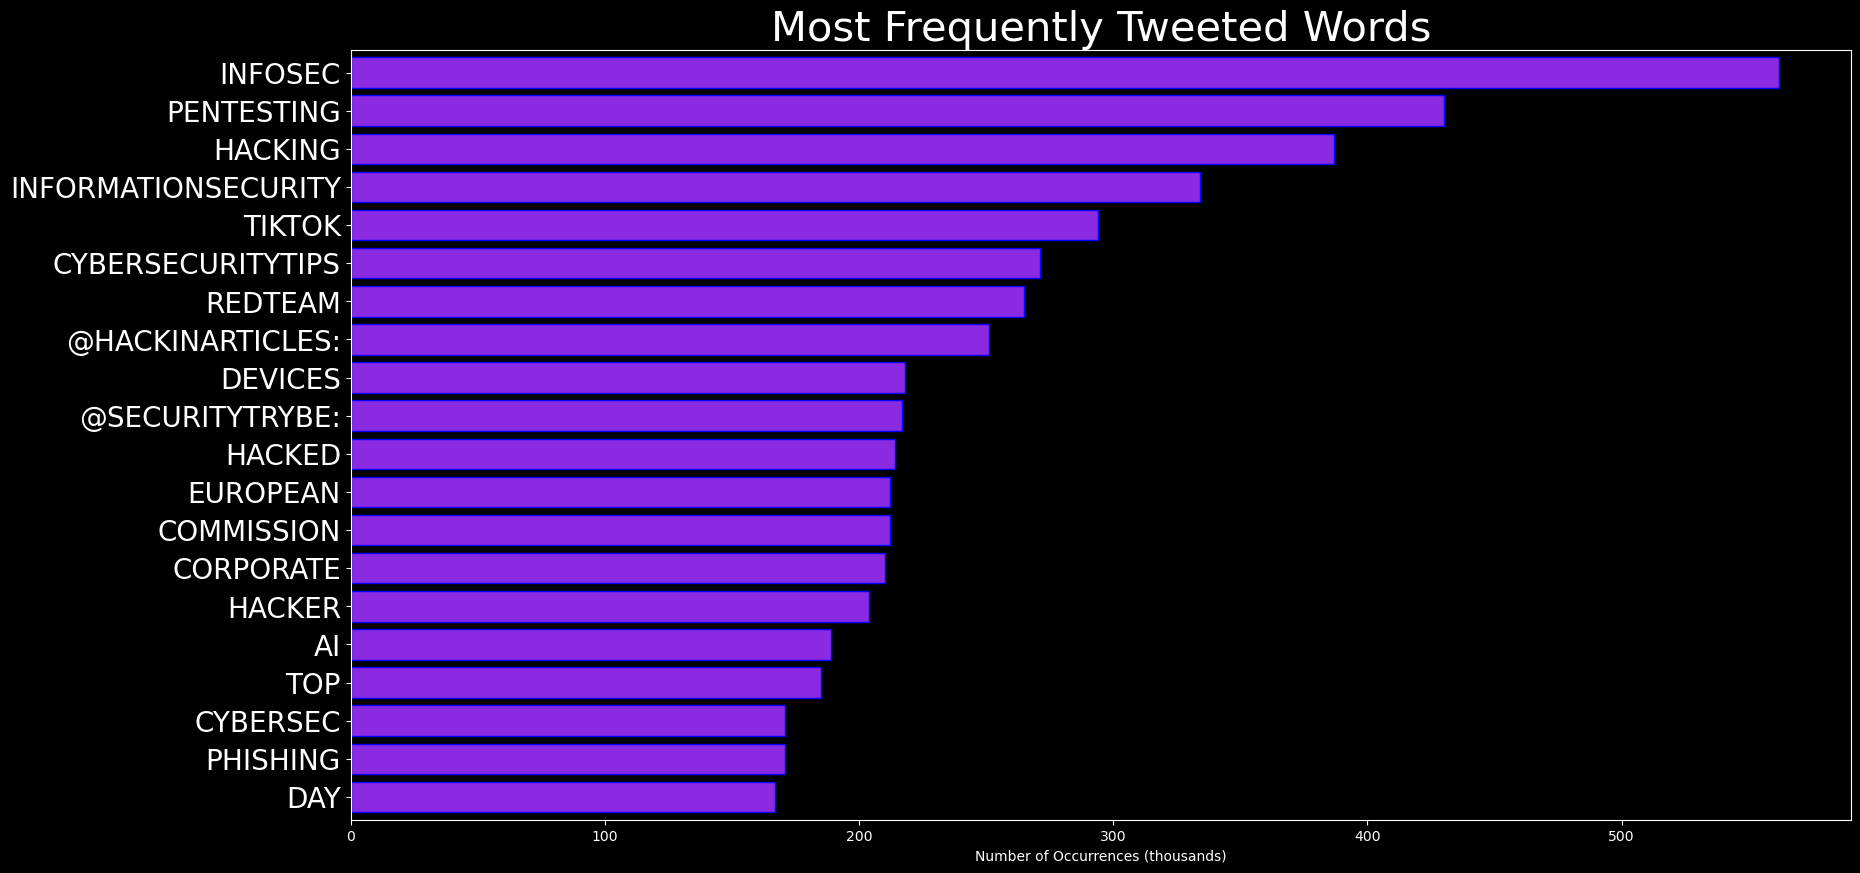 Most Frequently Tweeted Words
INFOSEC
PENTESTING
HACKING
INFORMATIONSECURITY
TIKTOK
CYBERSECURITYTIPS
REDTEAM
@HACKINARTICLES:
DEVICES
@SECURITYTRYBE:
HACKED
EUROPEAN
COMMISSION
CORPORATE
HACKER
AI
TOP
CYBERSEC
PHISHING
DAY
0 100 200 300 400 500
Number of Occurrences (thousands)